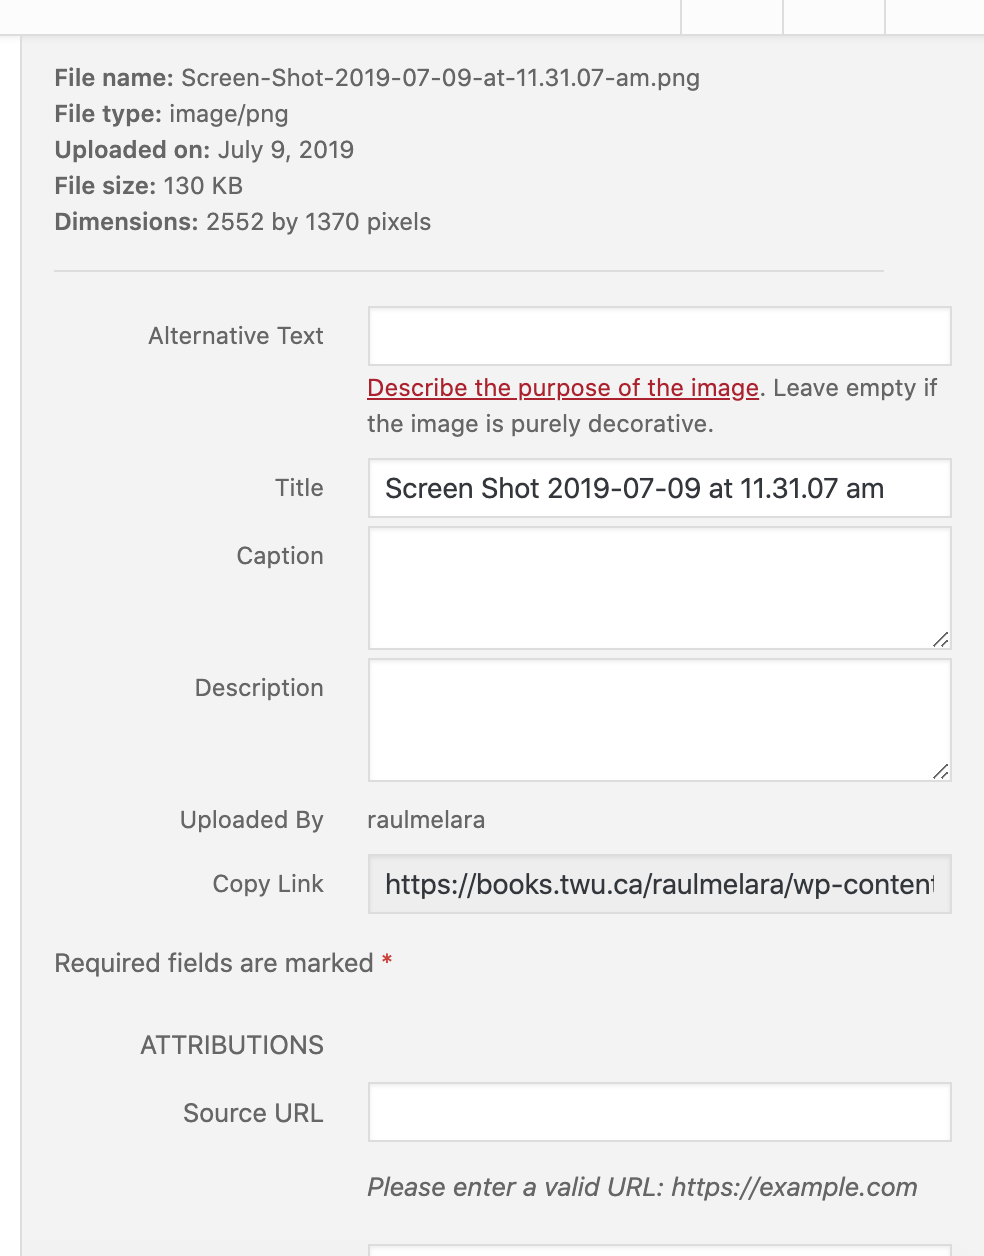 File name: Screen-Shot-2019-07-09-at-11.31.07-am.png
File type: image/png
Uploaded on: July 9, 2019
File size: 130 KB
Dimensions: 2552 by 1370 pixels
Alternative Text
Describe the purpose of the image. Leave empty if
the image is purely decorative.
Title Screen Shot 2019-07-09 at 11.31.07 am
Caption
Description
Uploaded By raulmelara
Copy Link https://books.twu.ca/raulmelara/wp-content
Required fields are marked *
ATTRIBUTIONS
Source URL
Please enter a valid URL: https://example.com